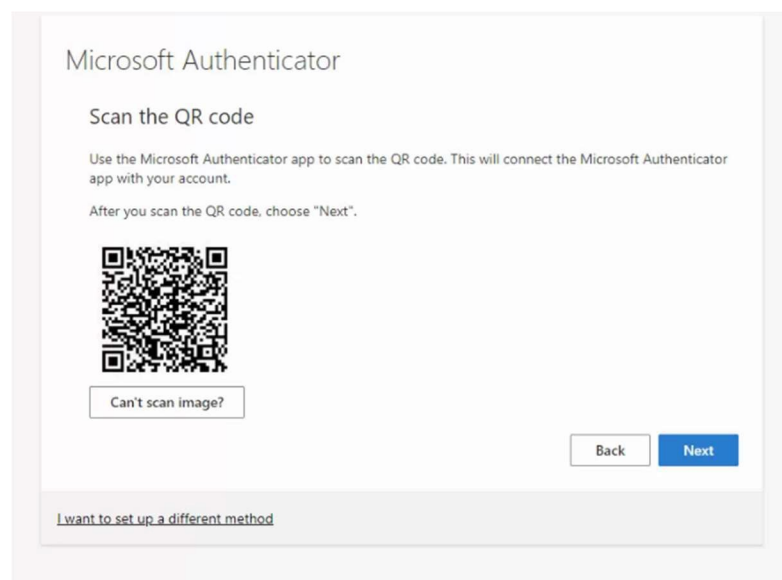 Microsoft Authenticator
Scan the QR code
Use the Microsoft Authenticator app to scan the QR code. This will connect the Microsoft Authenticator
app with your account.
After you scan the QR code, choose "Next".
Can't scan image?
Back
Next
I want to set up a different method